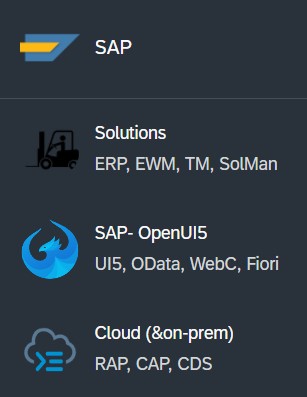 SAP
Solutions
ERP, EWM, TM, SolMan
SAP- OpenUI5
UI5, OData, WebC, Fiori
Cloud (&on-prem)
RAP, CAP, CDS